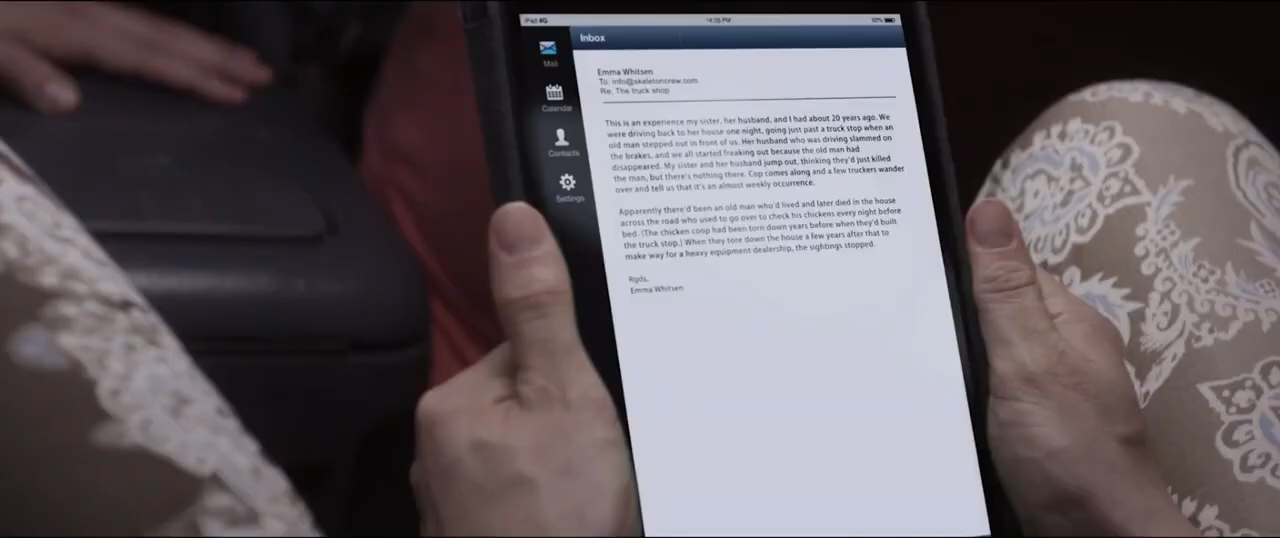 iPad 4G
14:05 PM
Inbox
Mail
Calendar
Contacts
Settings
Emma Whitsen
To: info@skeletoncrew.com
Re: The truck shop
This is an experience my sister, her husband, and I had about 20 years ago. We
were driving back to her house one night, going just past a truck stop when an
old man stepped out in front of us. Her husband who was driving slammed on
the brakes, and we all started freaking out because the old man had
disappeared. My sister and her husband jump out, thinking they'd just killed
the man, but there's nothing there. Cop comes along and a few truckers wander
over and tell us that it's an almost weekly occurrence.
Apparently there'd been an old man who'd lived and later died in the house
across the road who used to go over to check his chickens every night before
bed. (The chicken coop had been torn down years before when they'd built
the truck stop.) When they tore down the house a few years after that to
make way for a heavy equipment dealership, the sightings stopped.
Rgds,
Emma Whitsen